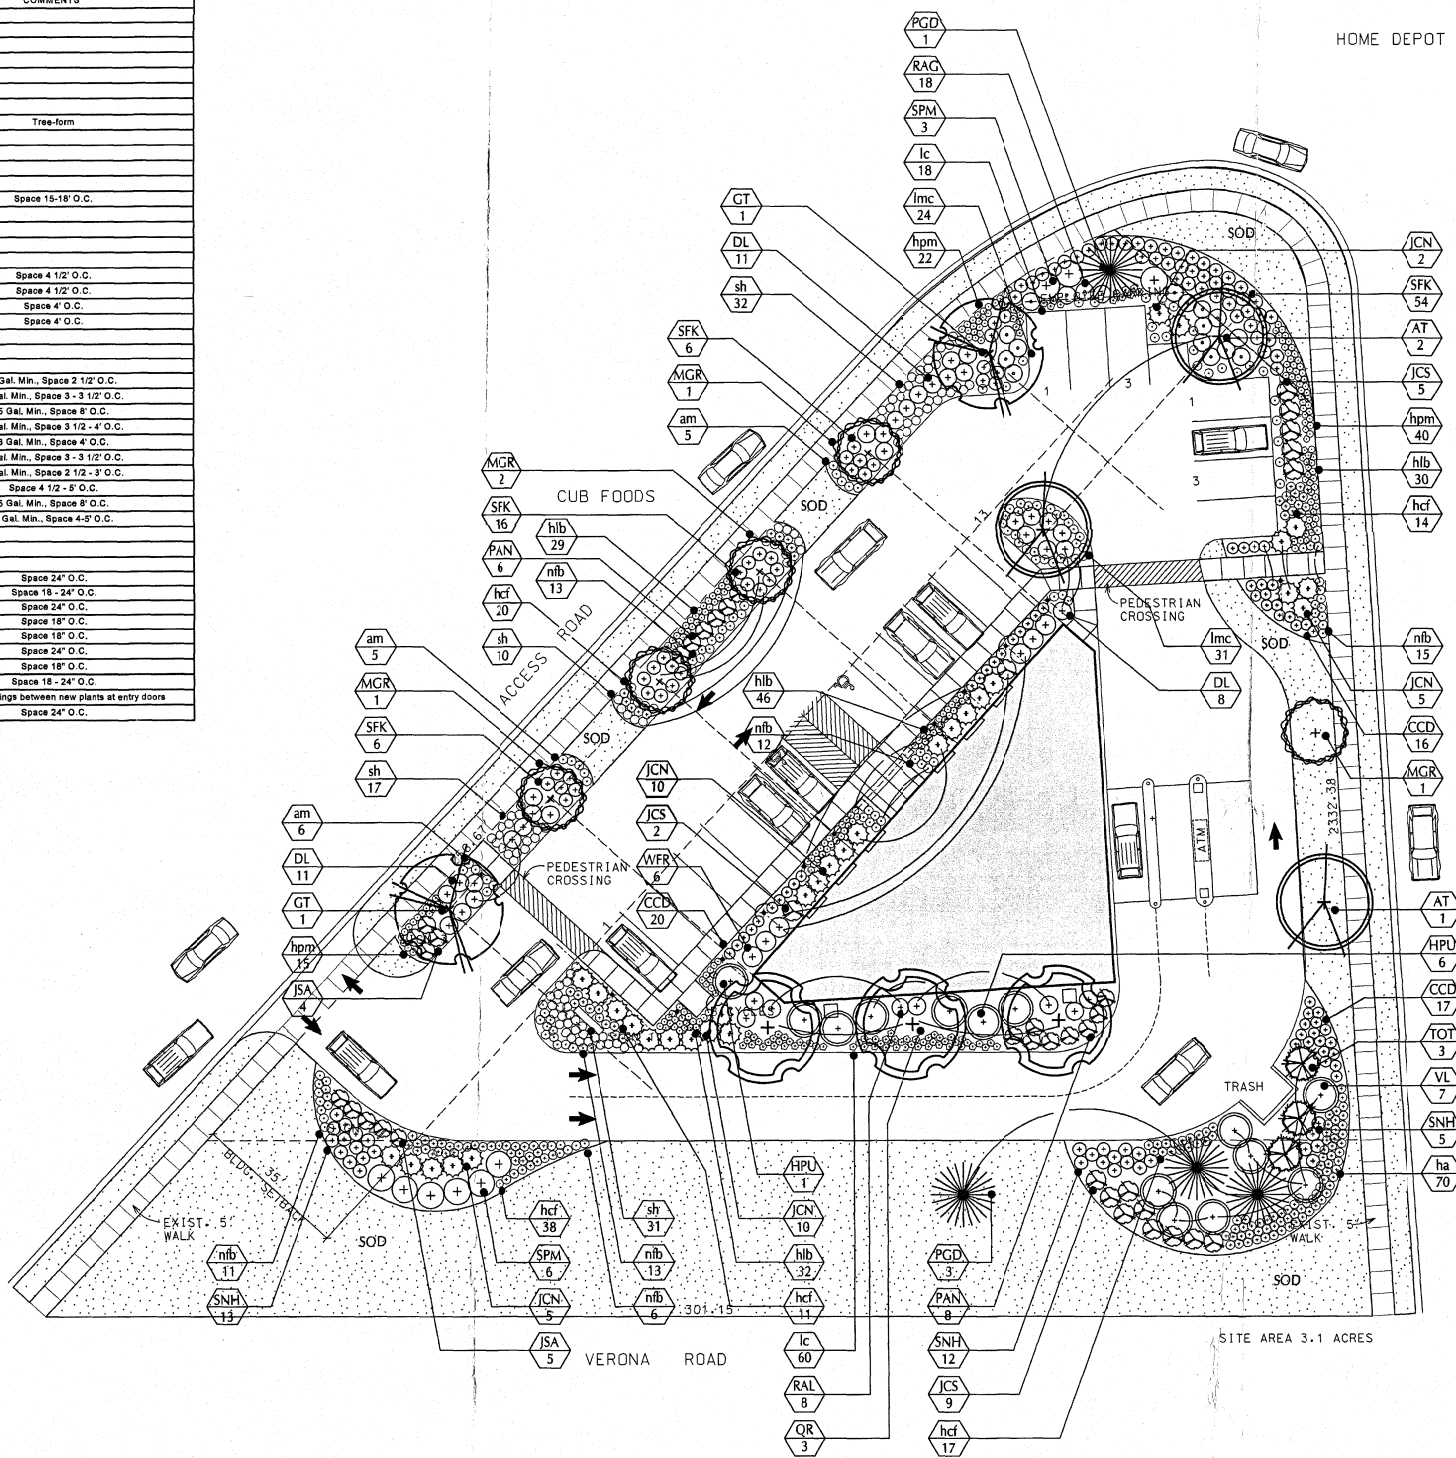 COMMENTS
Tree-form
Space 15-18' O.C.
Space 4 1/2' O.C.
Space 4 1/2' O.C.
Space 4' O.C.
Space 4' O.C.
Gal. Min., Space 2 1/2' O.C.
al. Min., Space 3 - 3 1/2' O.C.
5 Gal. Min., Space 8' O.C.
al. Min., Space 3 1/2 - 4' O.C.
3 Gal. Min., Space 4' O.C.
al. Min., Space 3 - 3 1/2' O.C.
al. Min., Space 2 1/2 - 3' O.C.
Space 4 1/2 - 5' O.C.
5 Gal. Min., Space 8' O.C.
Gal. Min., Space 4-5' O.C.
Space 24" O.C.
Space 18 - 24" O.C.
Space 24" O.C.
Space 18" O.C.
Space 18" O.C.
Space 24" O.C.
Space 18" O.C.
Space 18 - 24" O.C.
ings between new plants at entry doors
Space 24" O.C.
HOME DEPOT
PGD
1
RAG
18
SPM
3
lc
18
lmc
24
hpm
22
GT
1
DL
11
sh
32
SFK
6
MGR
1
am
5
MGR
2
SFK
16
hlb
29
PAN
6
nfb
13
hcf
20
sh
10
am
5
MGR
1
SFK
6
sh
17
am
6
DL
11
GT
1
hpm
15
JSA
4
CUB FOODS
ACCESS ROAD
SOD
SOD
SOD
SOD
JCN
2
SFK
54
AT
2
JCS
5
hpm
40
hlb
30
hcf
14
1
3
1
3
13
PEDESTRIAN
CROSSING
lmc
31
DL
8
nfb
15
JCN
5
CCD
16
MGR
1
hlb
46
nfb
12
JCN
10
JCS
2
WFR
6
CCD
20
PEDESTRIAN
CROSSING
ATM
2332.38
AT
1
HPU
6
CCD
17
TOT
3
VL
7
SNH
5
ha
70
TRASH
BLDG. SETBACK
35'
EXIST. 5'
WALK
SOD
nfb
11
SNH
13
hcf
38
SPM
6
JCN
5
JSA
5
sh
31
nfb
13
nfb
6
301.15
HPU
1
JCN
10
hlb
32
hcf
11
lc
60
RAL
8
QR
3
PGD
3
PAN
8
SNH
12
JCS
9
hcf
17
EXIST. 5'
WALK
SOD
VERONA ROAD
SITE AREA 3.1 ACRES